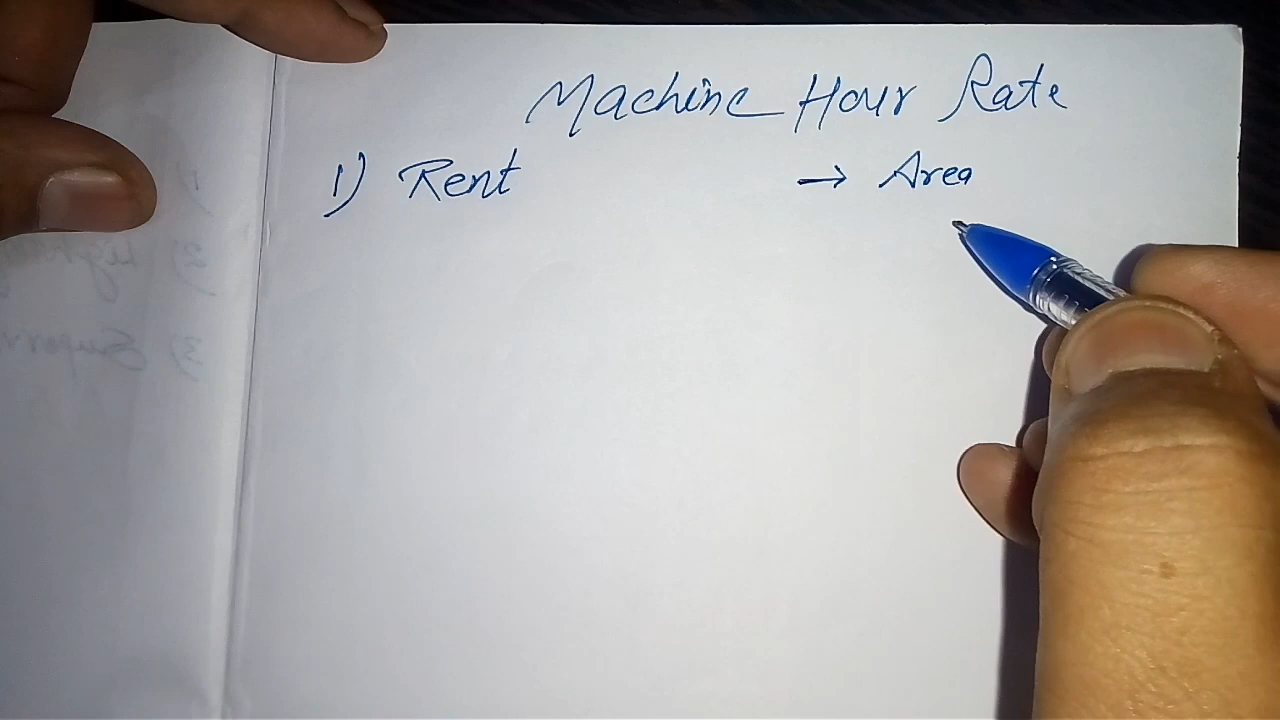 Machine Hour Rate
1) Rent → Area